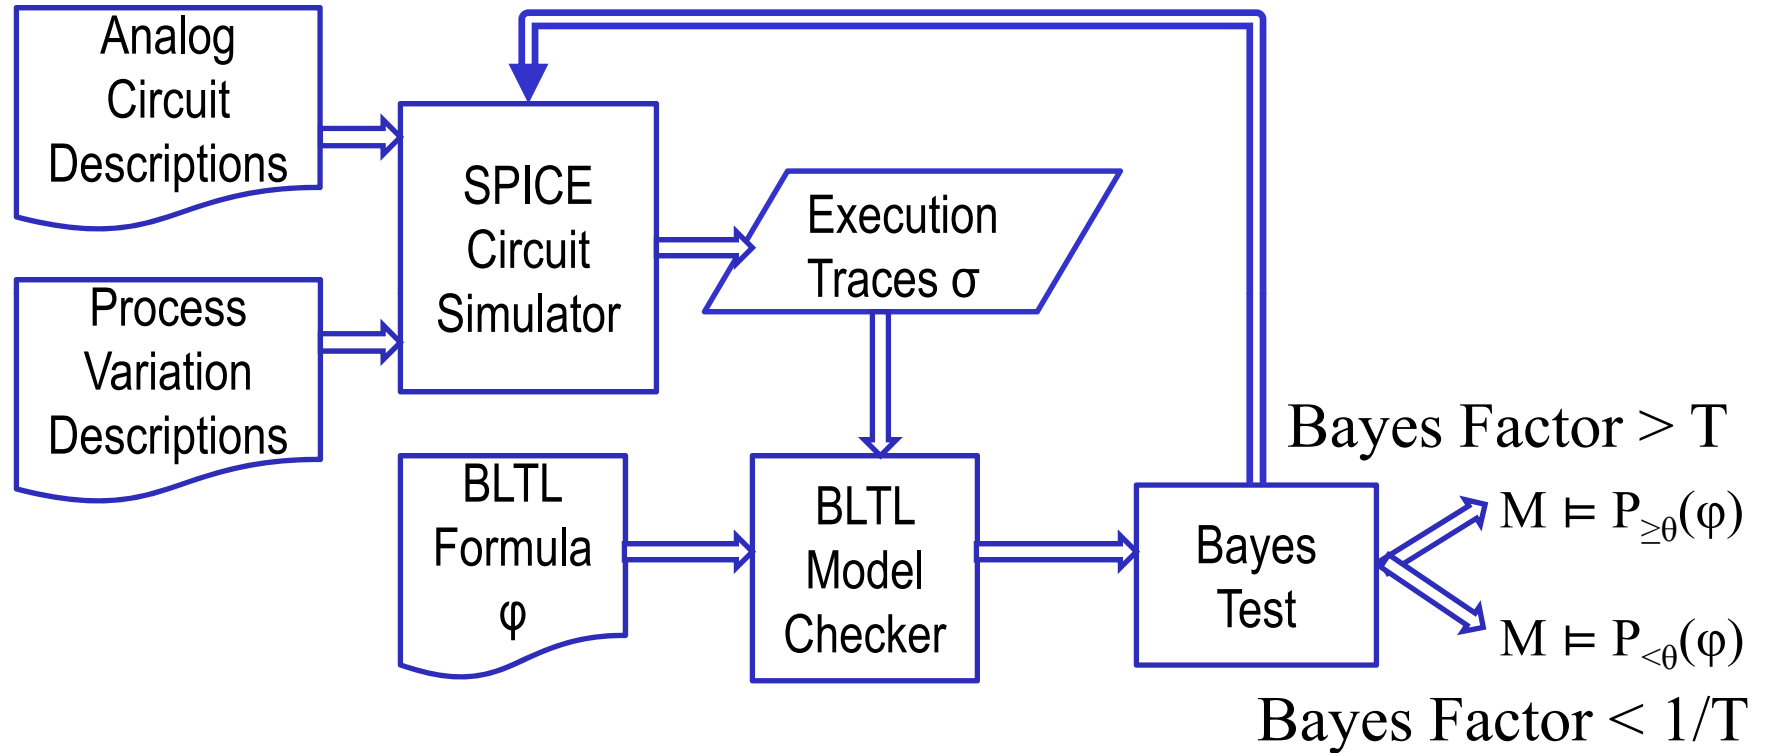 Analog
Circuit
Descriptions
SPICE
Circuit
Simulator
Execution
Traces σ
Process
Variation
Descriptions
BLTL
Formula
φ
BLTL
Model
Checker
Bayes
Test
Bayes Factor > T
M ⊨ P≥θ(φ)
M ⊨ P<θ(φ)
Bayes Factor < 1/T